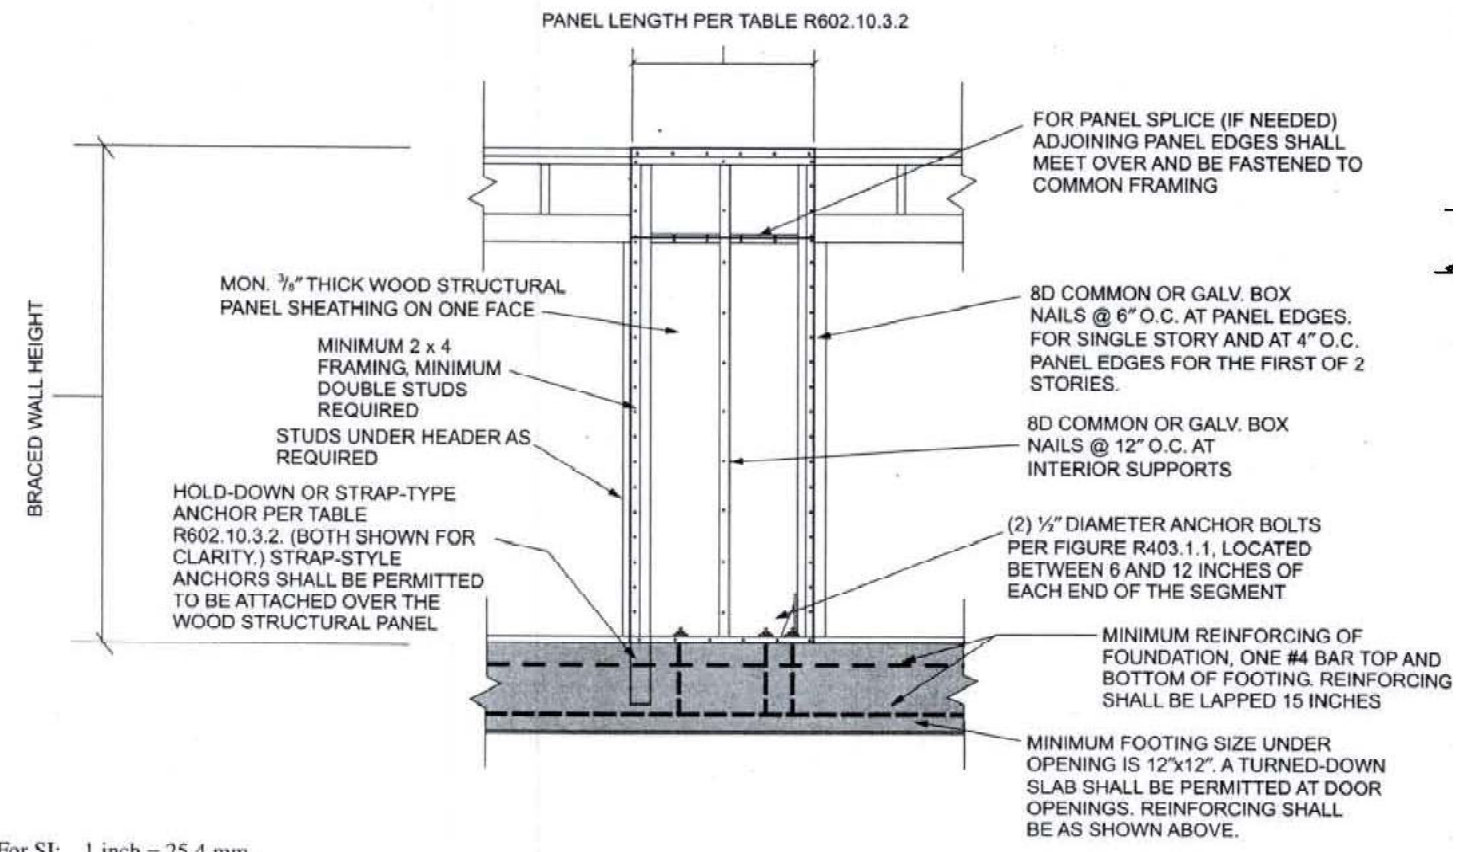 PANEL LENGTH PER TABLE R602.10.3.2
FOR PANEL SPLICE (IF NEEDED)
ADJOINING PANEL EDGES SHALL
MEET OVER AND BE FASTENED TO
COMMON FRAMING
MON. 3/8" THICK WOOD STRUCTURAL
PANEL SHEATHING ON ONE FACE
MINIMUM 2 x 4
FRAMING, MINIMUM
DOUBLE STUDS
REQUIRED
STUDS UNDER HEADER AS
REQUIRED
HOLD-DOWN OR STRAP-TYPE
ANCHOR PER TABLE
R602.10.3.2. (BOTH SHOWN FOR
CLARITY.) STRAP-STYLE
ANCHORS SHALL BE PERMITTED
TO BE ATTACHED OVER THE
WOOD STRUCTURAL PANEL
BRACED WALL HEIGHT
8D COMMON OR GALV. BOX
NAILS @ 6" O.C. AT PANEL EDGES.
FOR SINGLE STORY AND AT 4" O.C.
PANEL EDGES FOR THE FIRST OF 2
STORIES.
8D COMMON OR GALV. BOX
NAILS @ 12" O.C. AT
INTERIOR SUPPORTS
(2) ½" DIAMETER ANCHOR BOLTS
PER FIGURE R403.1.1, LOCATED
BETWEEN 6 AND 12 INCHES OF
EACH END OF THE SEGMENT
MINIMUM REINFORCING OF
FOUNDATION, ONE #4 BAR TOP AND
BOTTOM OF FOOTING. REINFORCING
SHALL BE LAPPED 15 INCHES
MINIMUM FOOTING SIZE UNDER
OPENING IS 12"x12". A TURNED-DOWN
SLAB SHALL BE PERMITTED AT DOOR
OPENINGS. REINFORCING SHALL
BE AS SHOWN ABOVE.
For SI: 1 inch = 25.4 mm